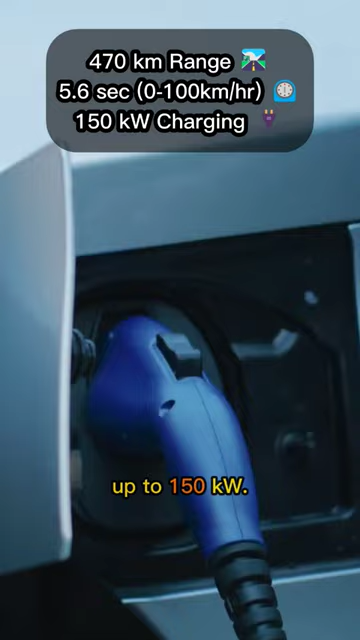 470 km Range 🛣️
5.6 sec (0-100km/hr) ⏱️
150 kW Charging 🔌
up to 150 kW.